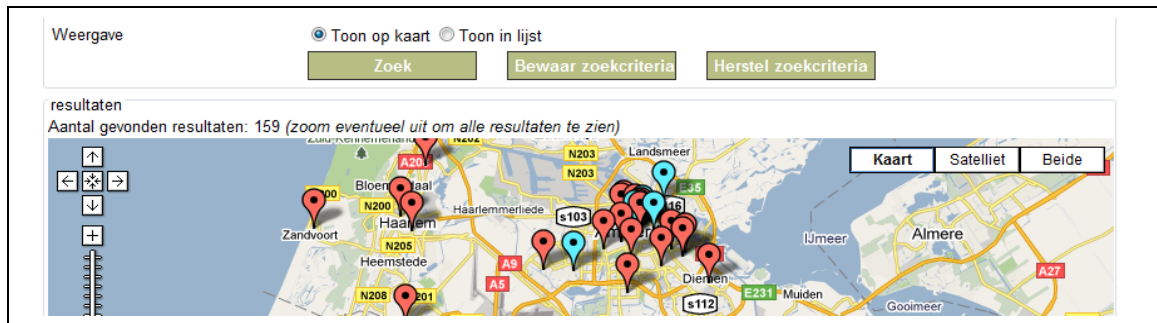 Weergave Toon op kaart Toon in lijst
Zoek Bewaar zoekcriteria Herstel zoekcriteria
resultaten
Aantal gevonden resultaten: 159 (zoom eventueel uit om alle resultaten te zien)
N202
Landsmeer
N203
Kaart Satelliet Beide
N203
N200
Haarlemmerliede
s103
Haarlem
Zandvoort
IJmeer
Almere
N205
Heemstede
A9
A27
A5
Diemen
E231
Muiden
N208
201
s112
Gooimeer